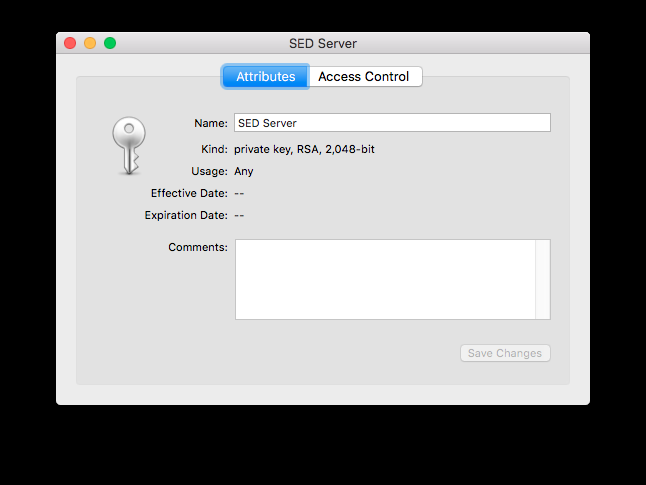 SED Server
Attributes Access Control
Name: SED Server
Kind: private key, RSA, 2,048-bit
Usage: Any
Effective Date: --
Expiration Date: --
Comments:
Save Changes